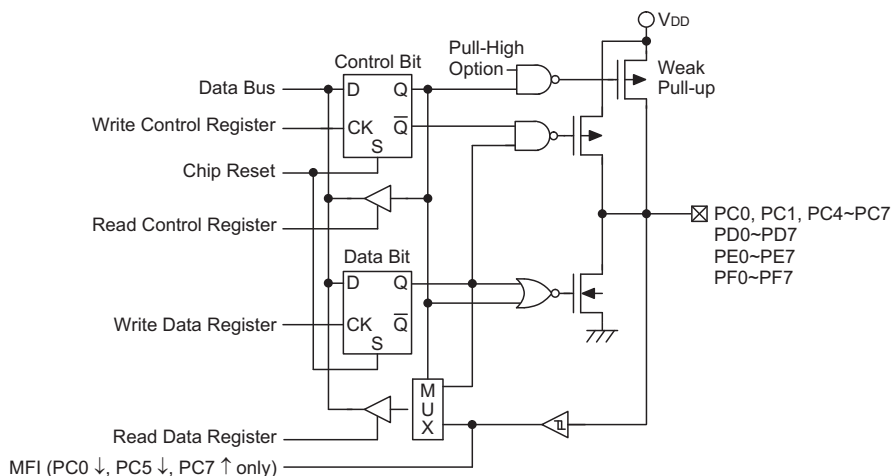 VDD
Pull-High
Option
Weak
Pull-up
Control Bit
Data Bus
D
Q
Write Control Register
CK
Q
S
Chip Reset
Read Control Register
PC0, PC1, PC4~PC7
PD0~PD7
PE0~PE7
PF0~PF7
Data Bit
D
Q
Write Data Register
CK
Q
S
M
U
X
Read Data Register
MFI (PC0 ↓, PC5 ↓, PC7 ↑ only)